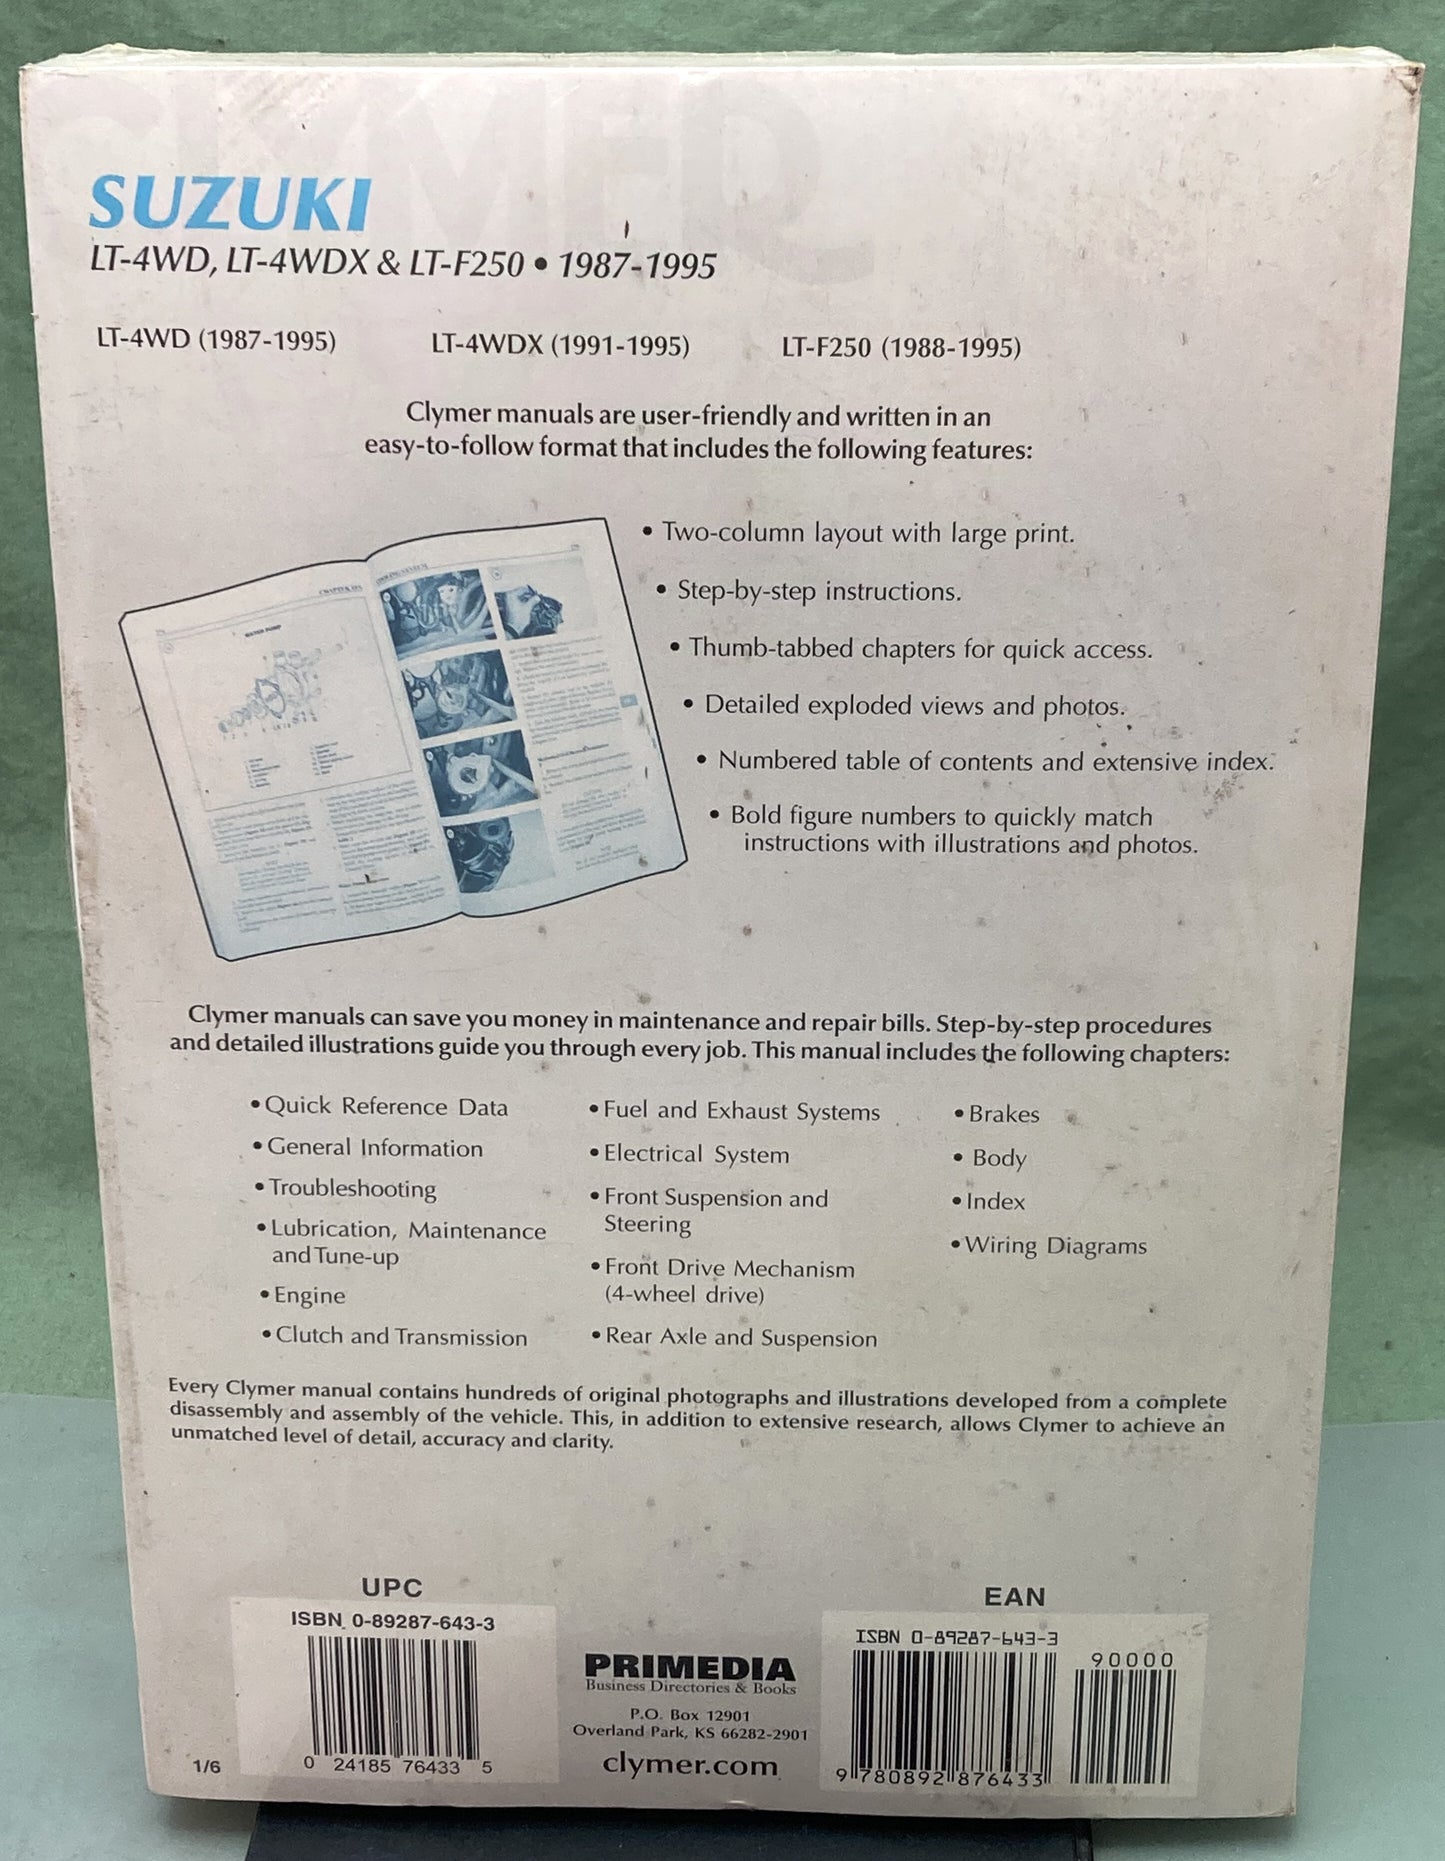 SUZUKI
LT-4WD, LT-4WDX & LT-F250 • 1987-1995
LT-4WD (1987-1995) LT-4WDX (1991-1995) LT-F250 (1988-1995)
Clymer manuals are user-friendly and written in an
easy-to-follow format that includes the following features:
• Two-column layout with large print.
• Step-by-step instructions.
• Thumb-tabbed chapters for quick access.
• Detailed exploded views and photos.
• Numbered table of contents and extensive index.
• Bold figure numbers to quickly match
instructions with illustrations and photos.
WATER PUMP
COOLING SYSTEM
Clymer manuals can save you money in maintenance and repair bills. Step-by-step procedures
and detailed illustrations guide you through every job. This manual includes the following chapters:
• Quick Reference Data
• General Information
• Troubleshooting
• Lubrication, Maintenance
and Tune-up
• Engine
• Clutch and Transmission
• Fuel and Exhaust Systems
• Electrical System
• Front Suspension and
Steering
• Front Drive Mechanism
(4-wheel drive)
• Rear Axle and Suspension
• Brakes
• Body
• Index
• Wiring Diagrams
Every Clymer manual contains hundreds of original photographs and illustrations developed from a complete
disassembly and assembly of the vehicle. This, in addition to extensive research, allows Clymer to achieve an
unmatched level of detail, accuracy and clarity.
UPC
ISBN 0-89287-643-3
0 24185 76433 5
1/6
PRIMEDIA
Business Directories & Books
P.O. Box 12901
Overland Park, KS 66282-2901
clymer.com
EAN
ISBN 0-89287-643-3
90000
9 780892 876433